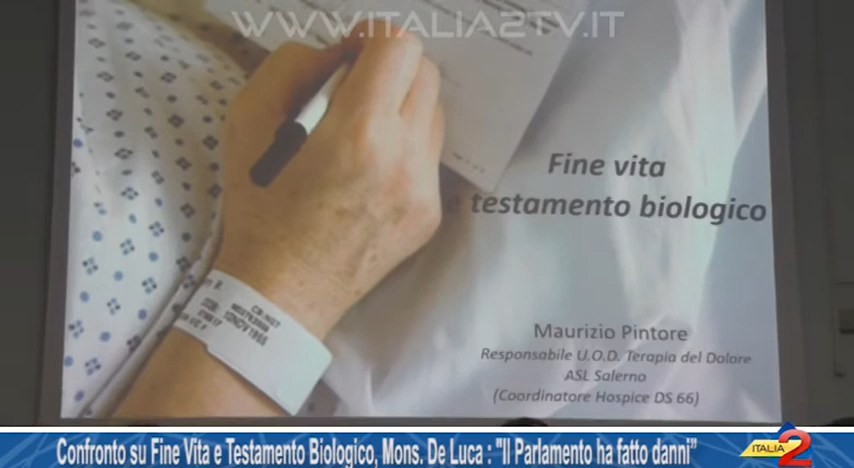 WWW.ITALIA2TV.IT
Fine vita
e testamento biologico
Maurizio Pintore
Responsabile U.O.D. Terapia del Dolore
ASL Salerno
(Coordinatore Hospice DS 66)
10NOV1955
Confronto su Fine Vita e Testamento Biologico, Mons. De Luca : "Il Parlamento ha fatto danni"
ITALIA 2